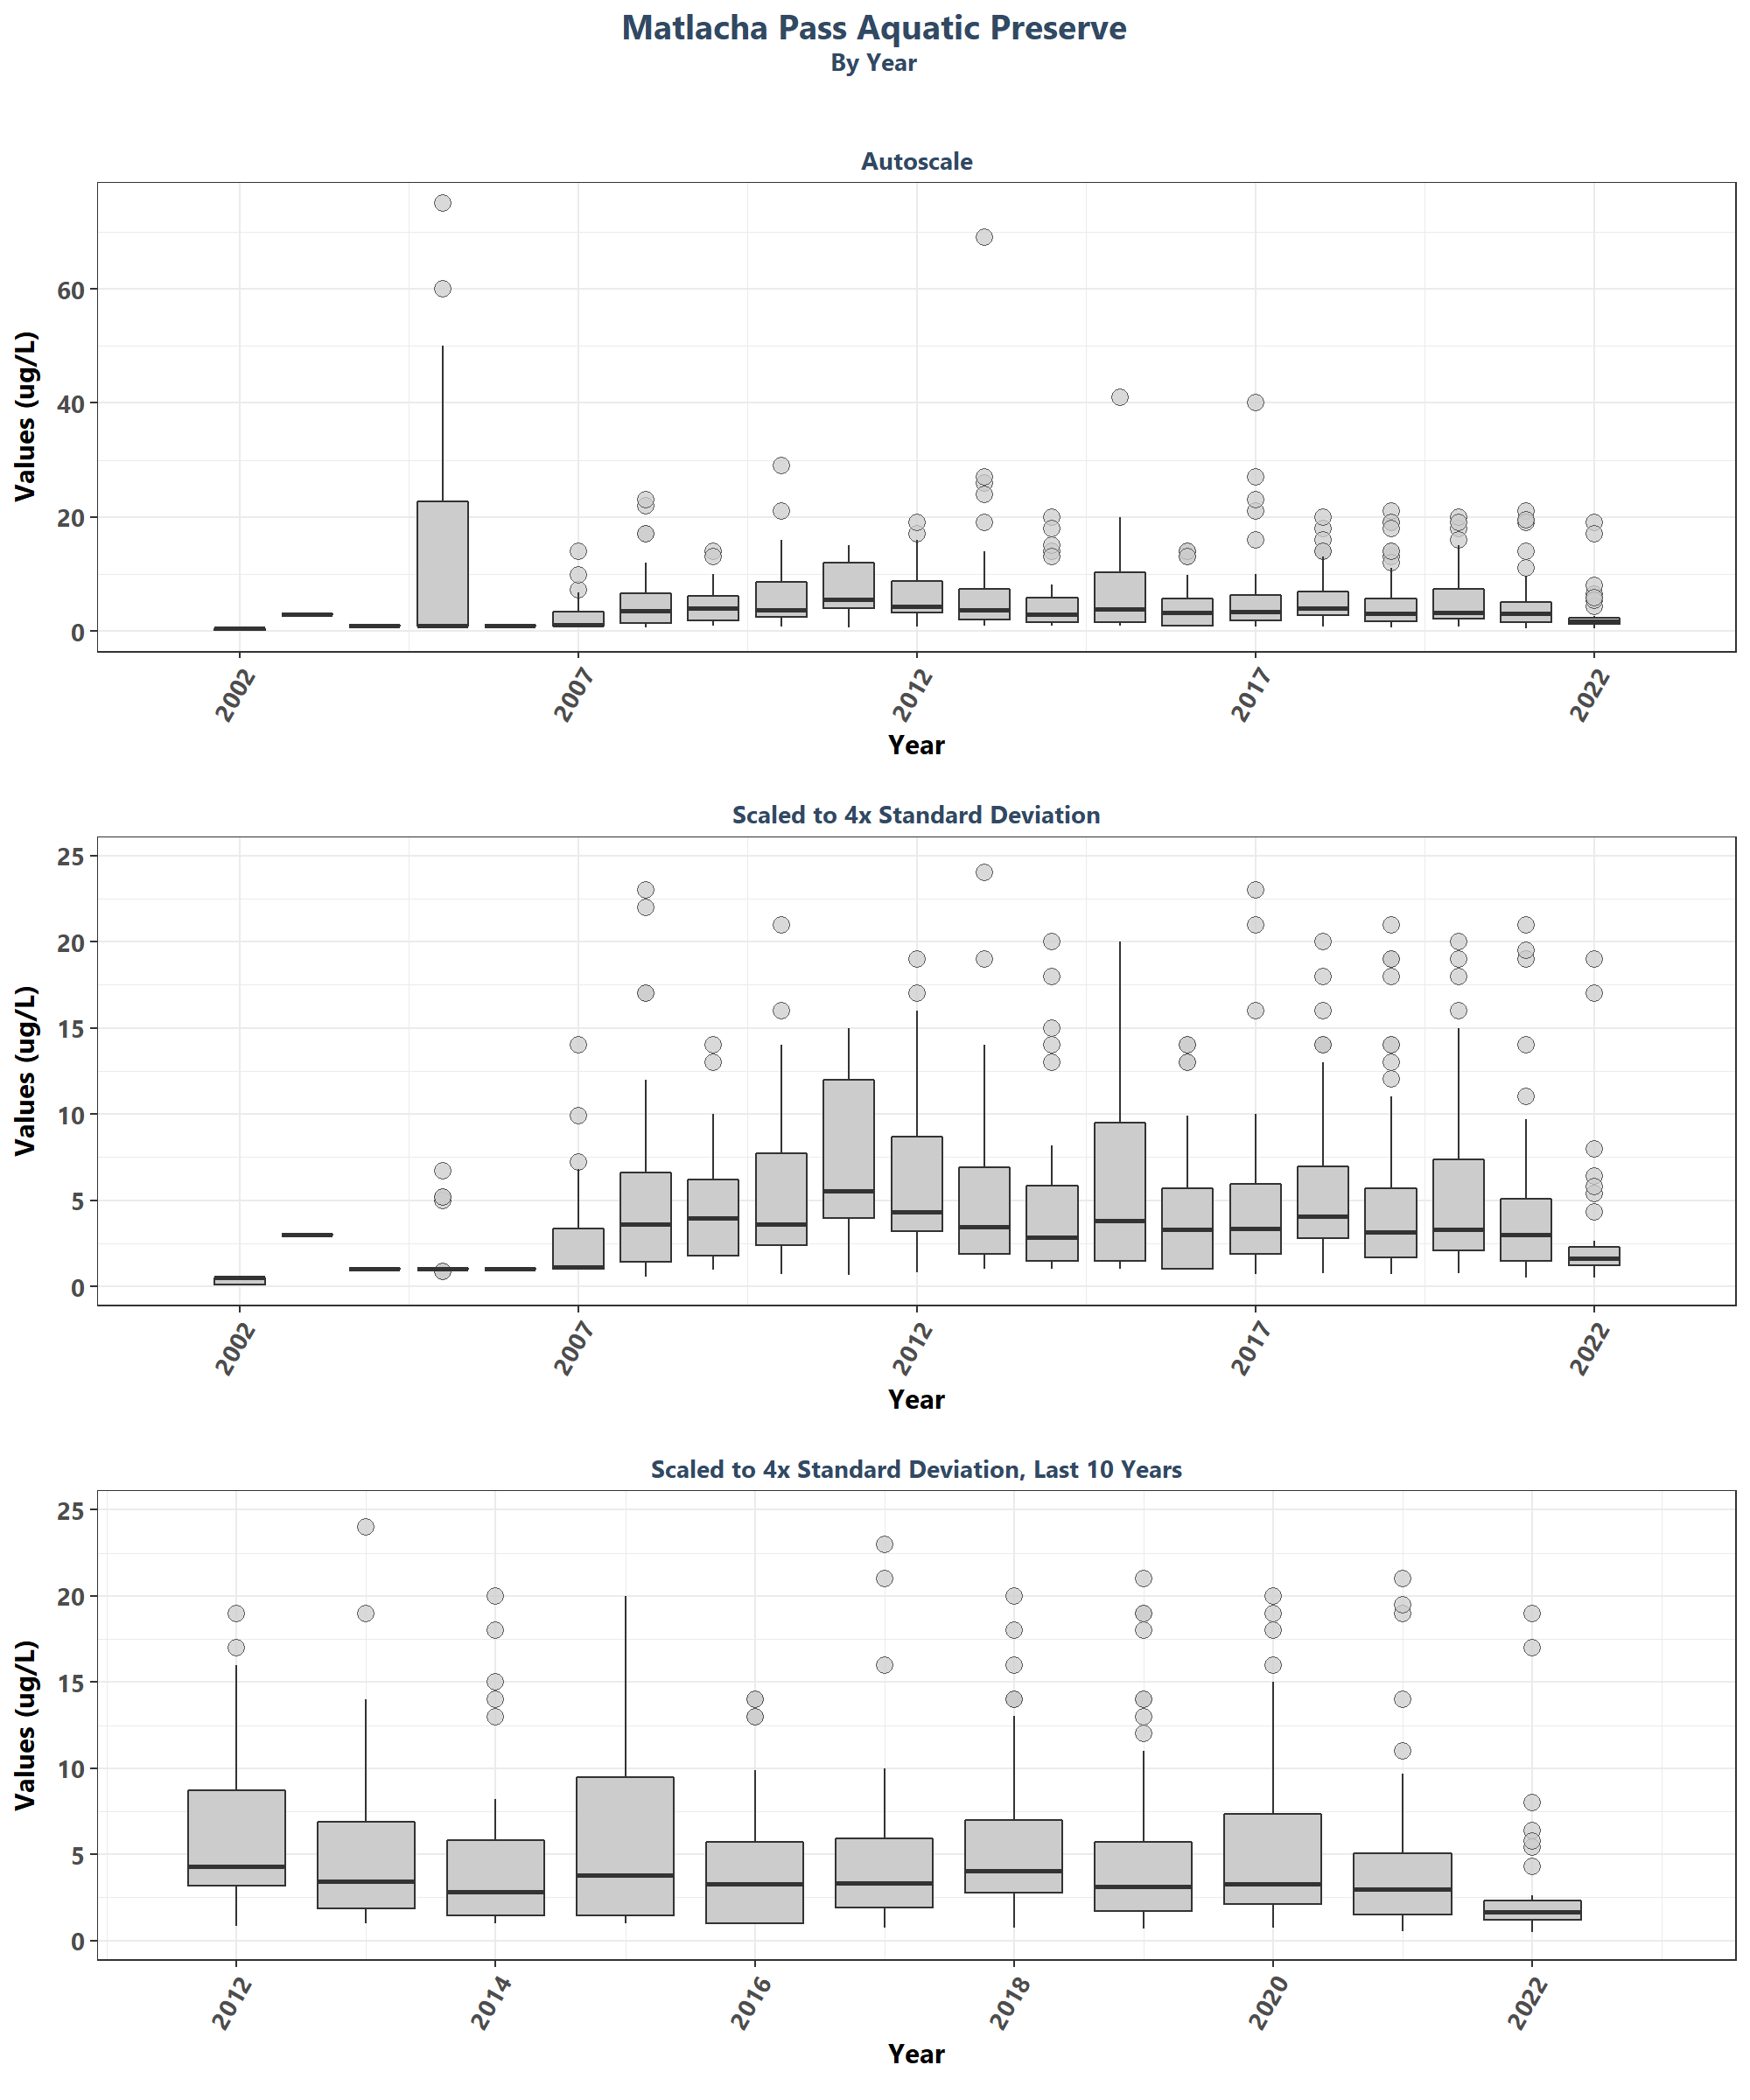 Matlacha Pass Aquatic Preserve
By Year
Autoscale
Values (ug/L)
60
40
20
0
2002
2007
2012
2017
2022
Year
Scaled to 4x Standard Deviation
Values (ug/L)
25
20
15
10
5
0
2002
2007
2012
2017
2022
Year
Scaled to 4x Standard Deviation, Last 10 Years
Values (ug/L)
25
20
15
10
5
0
2012
2014
2016
2018
2020
2022
Year